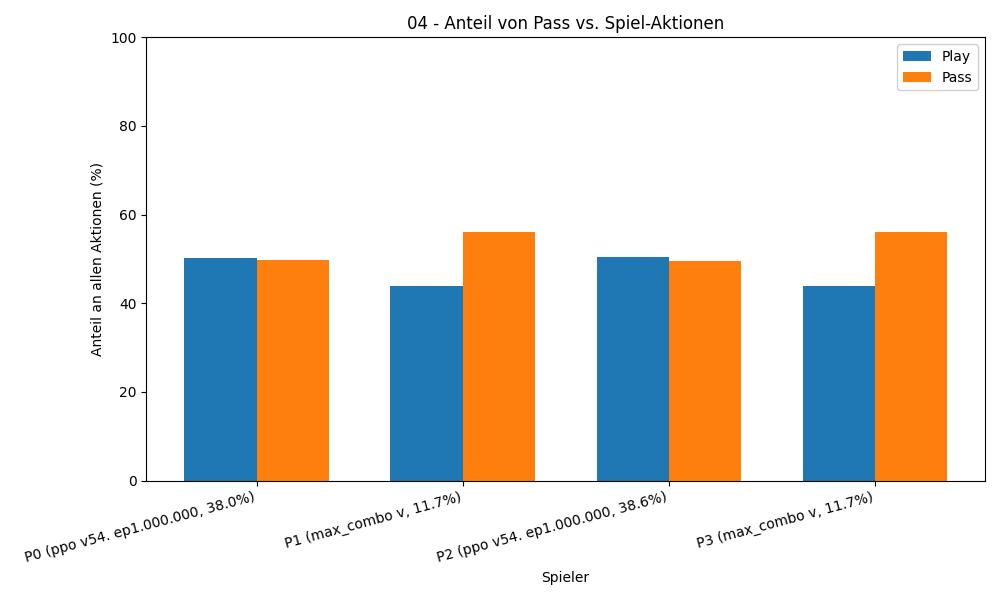 04 - Anteil von Pass vs. Spiel-Aktionen
Play
Pass
Anteil an allen Aktionen (%)
100
80
60
40
20
0
P0 (ppo v54. ep1.000.000, 38.0%)
P1 (max_combo v, 11.7%)
P2 (ppo v54. ep1.000.000, 38.6%)
P3 (max_combo v, 11.7%)
Spieler